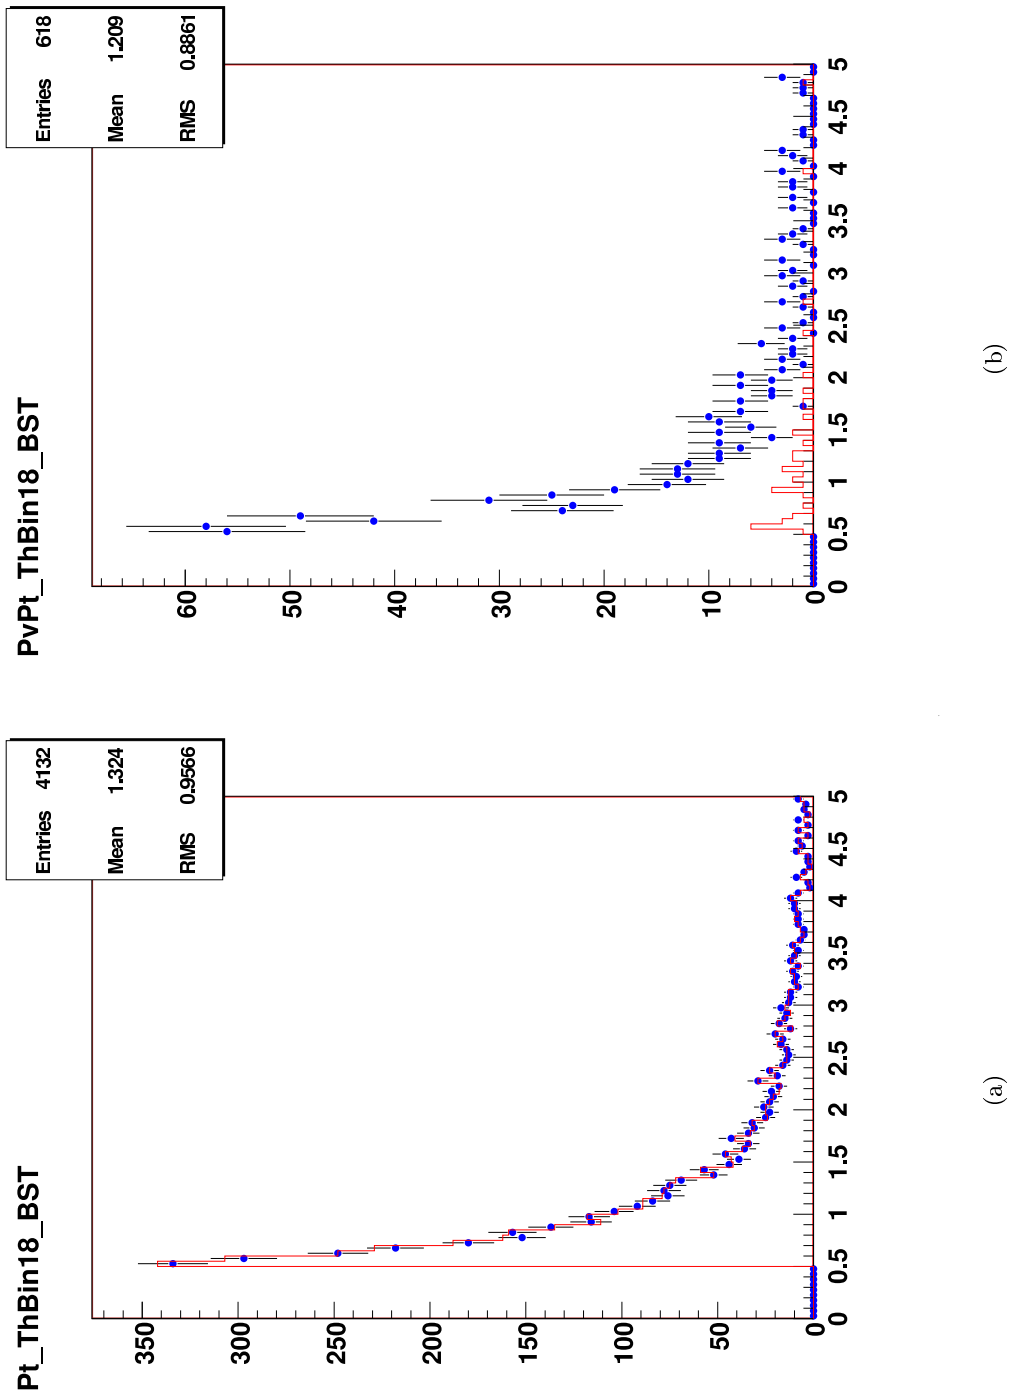 Pt_ThBin18_BST
Entries 4132
Mean 1.324
RMS 0.9566
350
300
250
200
150
100
50
0
0 0.5 1 1.5 2 2.5 3 3.5 4 4.5 5
(a)
PvPt_ThBin18_BST
Entries 618
Mean 1.209
RMS 0.8861
60
50
40
30
20
10
0
0 0.5 1 1.5 2 2.5 3 3.5 4 4.5 5
(b)